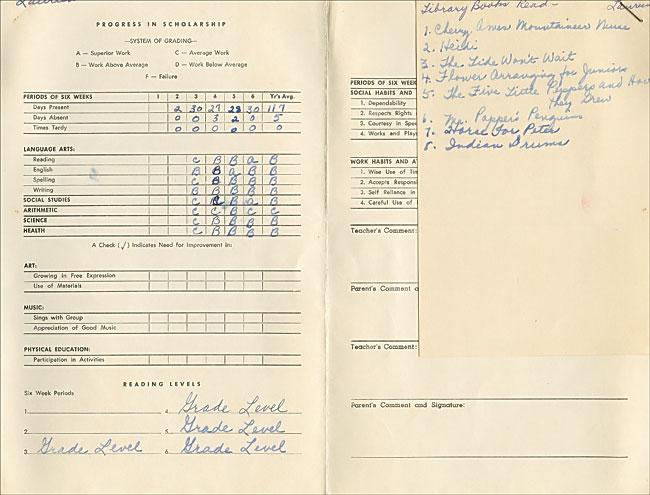 PROGRESS IN SCHOLARSHIP
—SYSTEM OF GRADING—
A — Superior Work C — Average Work
B — Work Above Average D — Work Below Average
F — Failure
PERIODS OF SIX WEEKS 1 2 3 4 5 6 Yr's Avg.
Days Present 2 30 27 28 30 117
Days Absent 0 0 3 2 0 5
Times Tardy 0 0 0 0 0 0
LANGUAGE ARTS:
Reading C B B a B
English B B a B B
Spelling C B B B B
Writing B B B B B
SOCIAL STUDIES C B B a B
ARITHMETIC C C B C C
SCIENCE C B B B B
HEALTH C B B B B
A Check (√) Indicates Need for Improvement in:
ART:
Growing in Free Expression
Use of Materials
MUSIC:
Sings with Group
Appreciation of Good Music
PHYSICAL EDUCATION:
Participation in Activities
READING LEVELS
Six Week Periods
1. 4. Grade Level
2. 5. Grade Level
3. Grade Level 6. Grade Level
Library Books Read -
1. Cherry Ames Mountaineer Nurse
2. Heidi
3. The Tide Won't Wait
4. Flower Arranging for Juniors
5. The Five Little Peppers and How
they Grew
6. Mr. Popper's Penguins
7. Horse for Peter
8. Indian Drums
PERIODS OF SIX WEEK
SOCIAL HABITS AND
1. Dependability
2. Respects Rights
3. Courtesy in Spee
4. Works and Play
WORK HABITS AND A
1. Wise Use of Tim
2. Accepts Responsi
3. Self Reliance in
4. Careful Use of
Teacher's Comment:
Parent's Comment a
Teacher's Comment:
Parent's Comment and Signature: